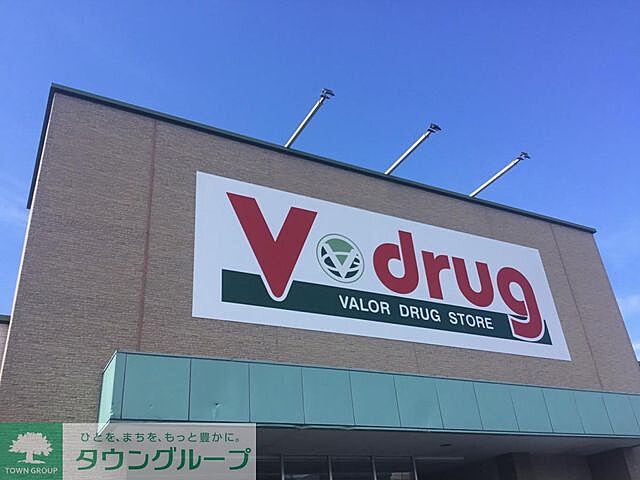 V drug
VALOR DRUG STORE
ひとを、まちを、もっと豊かに。
タウングループ
TOWN GROUP